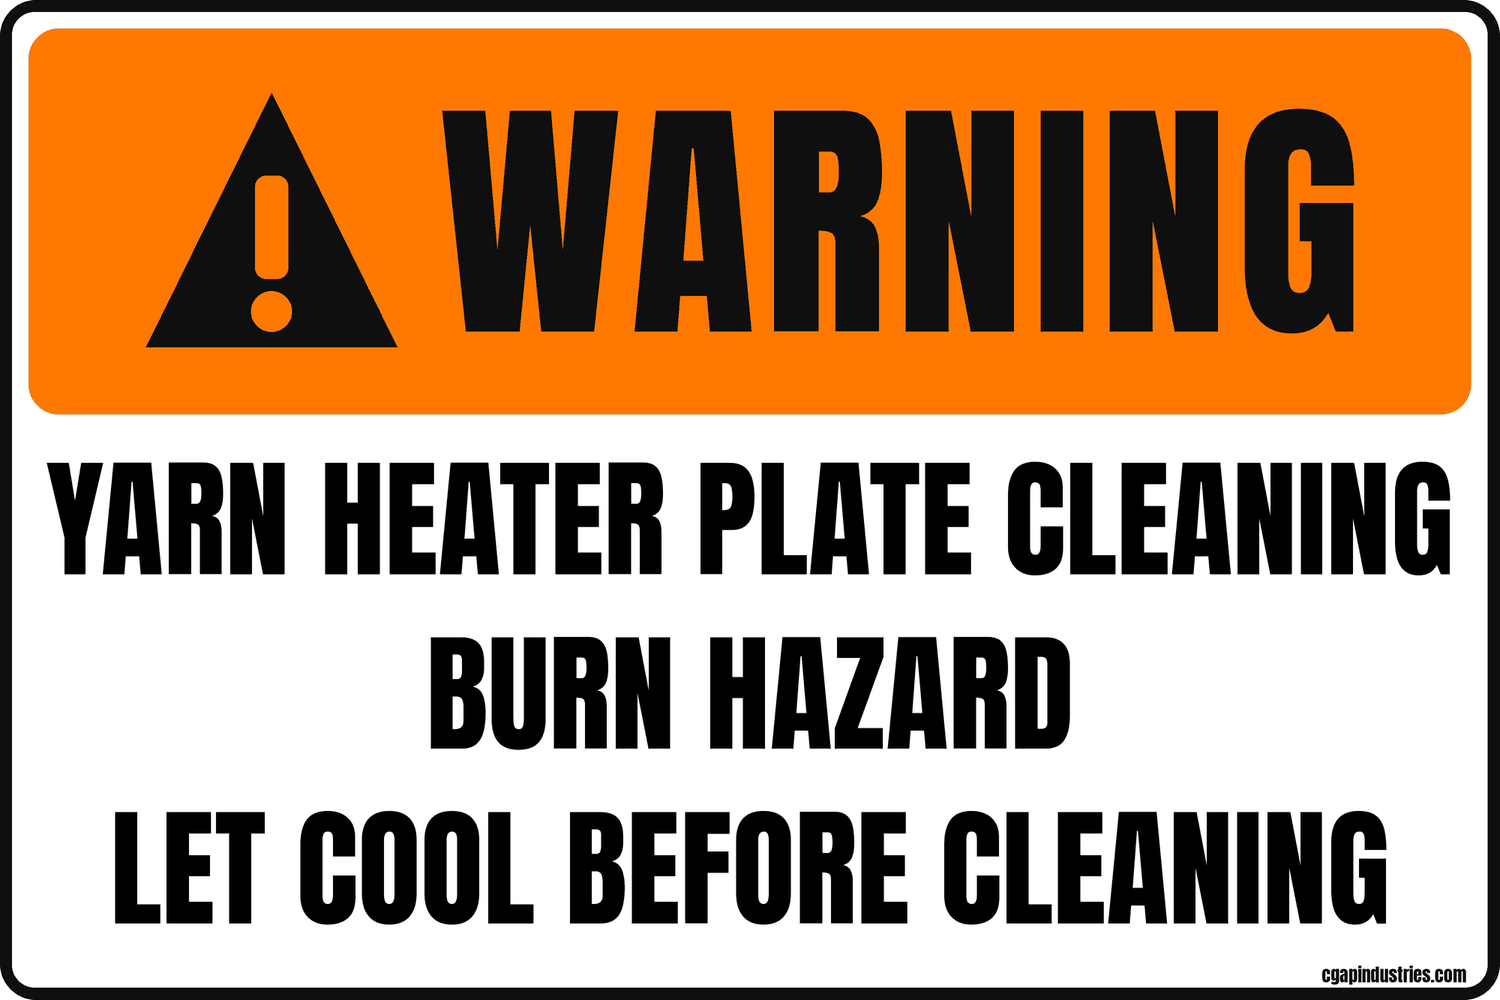 WARNING
YARN HEATER PLATE CLEANING
BURN HAZARD
LET COOL BEFORE CLEANING
cgapindustries.com